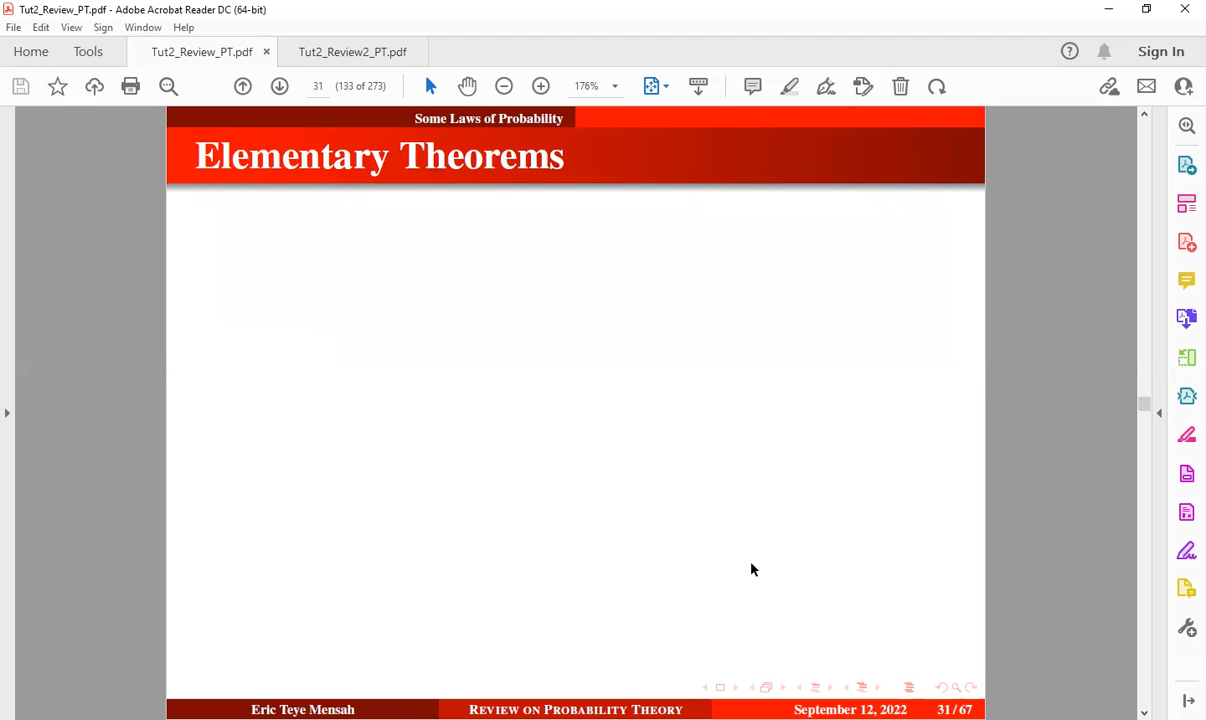 Tut2_Review_PT.pdf - Adobe Acrobat Reader DC (64-bit)
File Edit View Sign Window Help
Home Tools Tut2_Review_PT.pdf × Tut2_Review2_PT.pdf Sign In
31 (133 of 273) 176%
Some Laws of Probability
Elementary Theorems
Eric Teye Mensah REVIEW ON PROBABILITY THEORY September 12, 2022 31 / 67